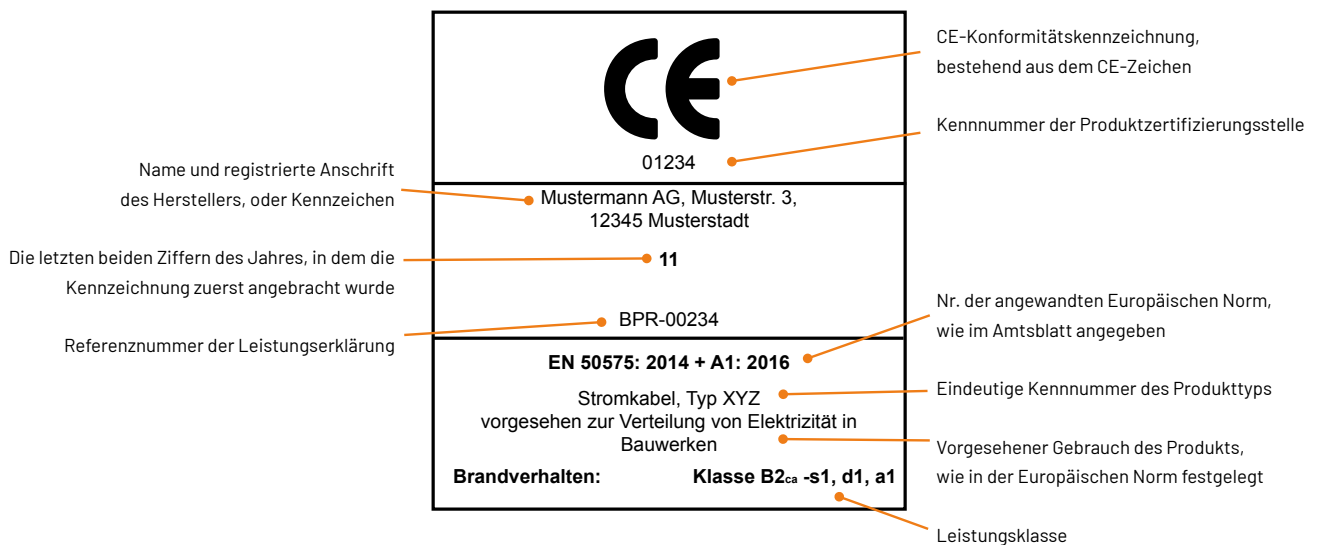 CE
01234
Mustermann AG, Musterstr. 3,
12345 Musterstadt
11
BPR-00234
EN 50575: 2014 + A1: 2016
Stromkabel, Typ XYZ
vorgesehen zur Verteilung von Elektrizität in
Bauwerken
Brandverhalten: Klasse B2ca -s1, d1, a1
Name und registrierte Anschrift
des Herstellers, oder Kennzeichen
Die letzten beiden Ziffern des Jahres, in dem die
Kennzeichnung zuerst angebracht wurde
Referenznummer der Leistungserklärung
CE-Konformitätskennzeichnung,
bestehend aus dem CE-Zeichen
Kennnummer der Produktzertifizierungsstelle
Nr. der angewandten Europäischen Norm,
wie im Amtsblatt angegeben
Eindeutige Kennnummer des Produkttyps
Vorgesehener Gebrauch des Produkts,
wie in der Europäischen Norm festgelegt
Leistungsklasse